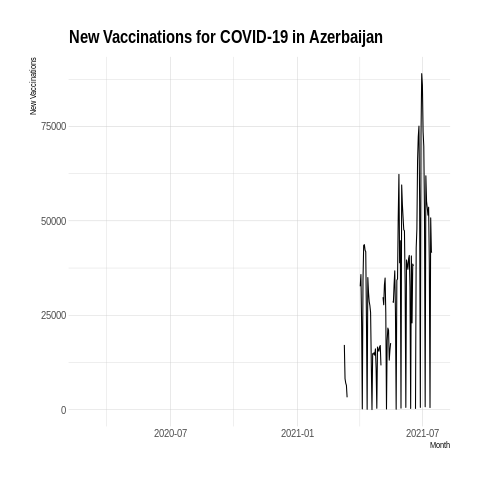 New Vaccinations for COVID-19 in Azerbaijan
New Vaccinations
75000
50000
25000
0
2020-07 2021-01 2021-07
Month